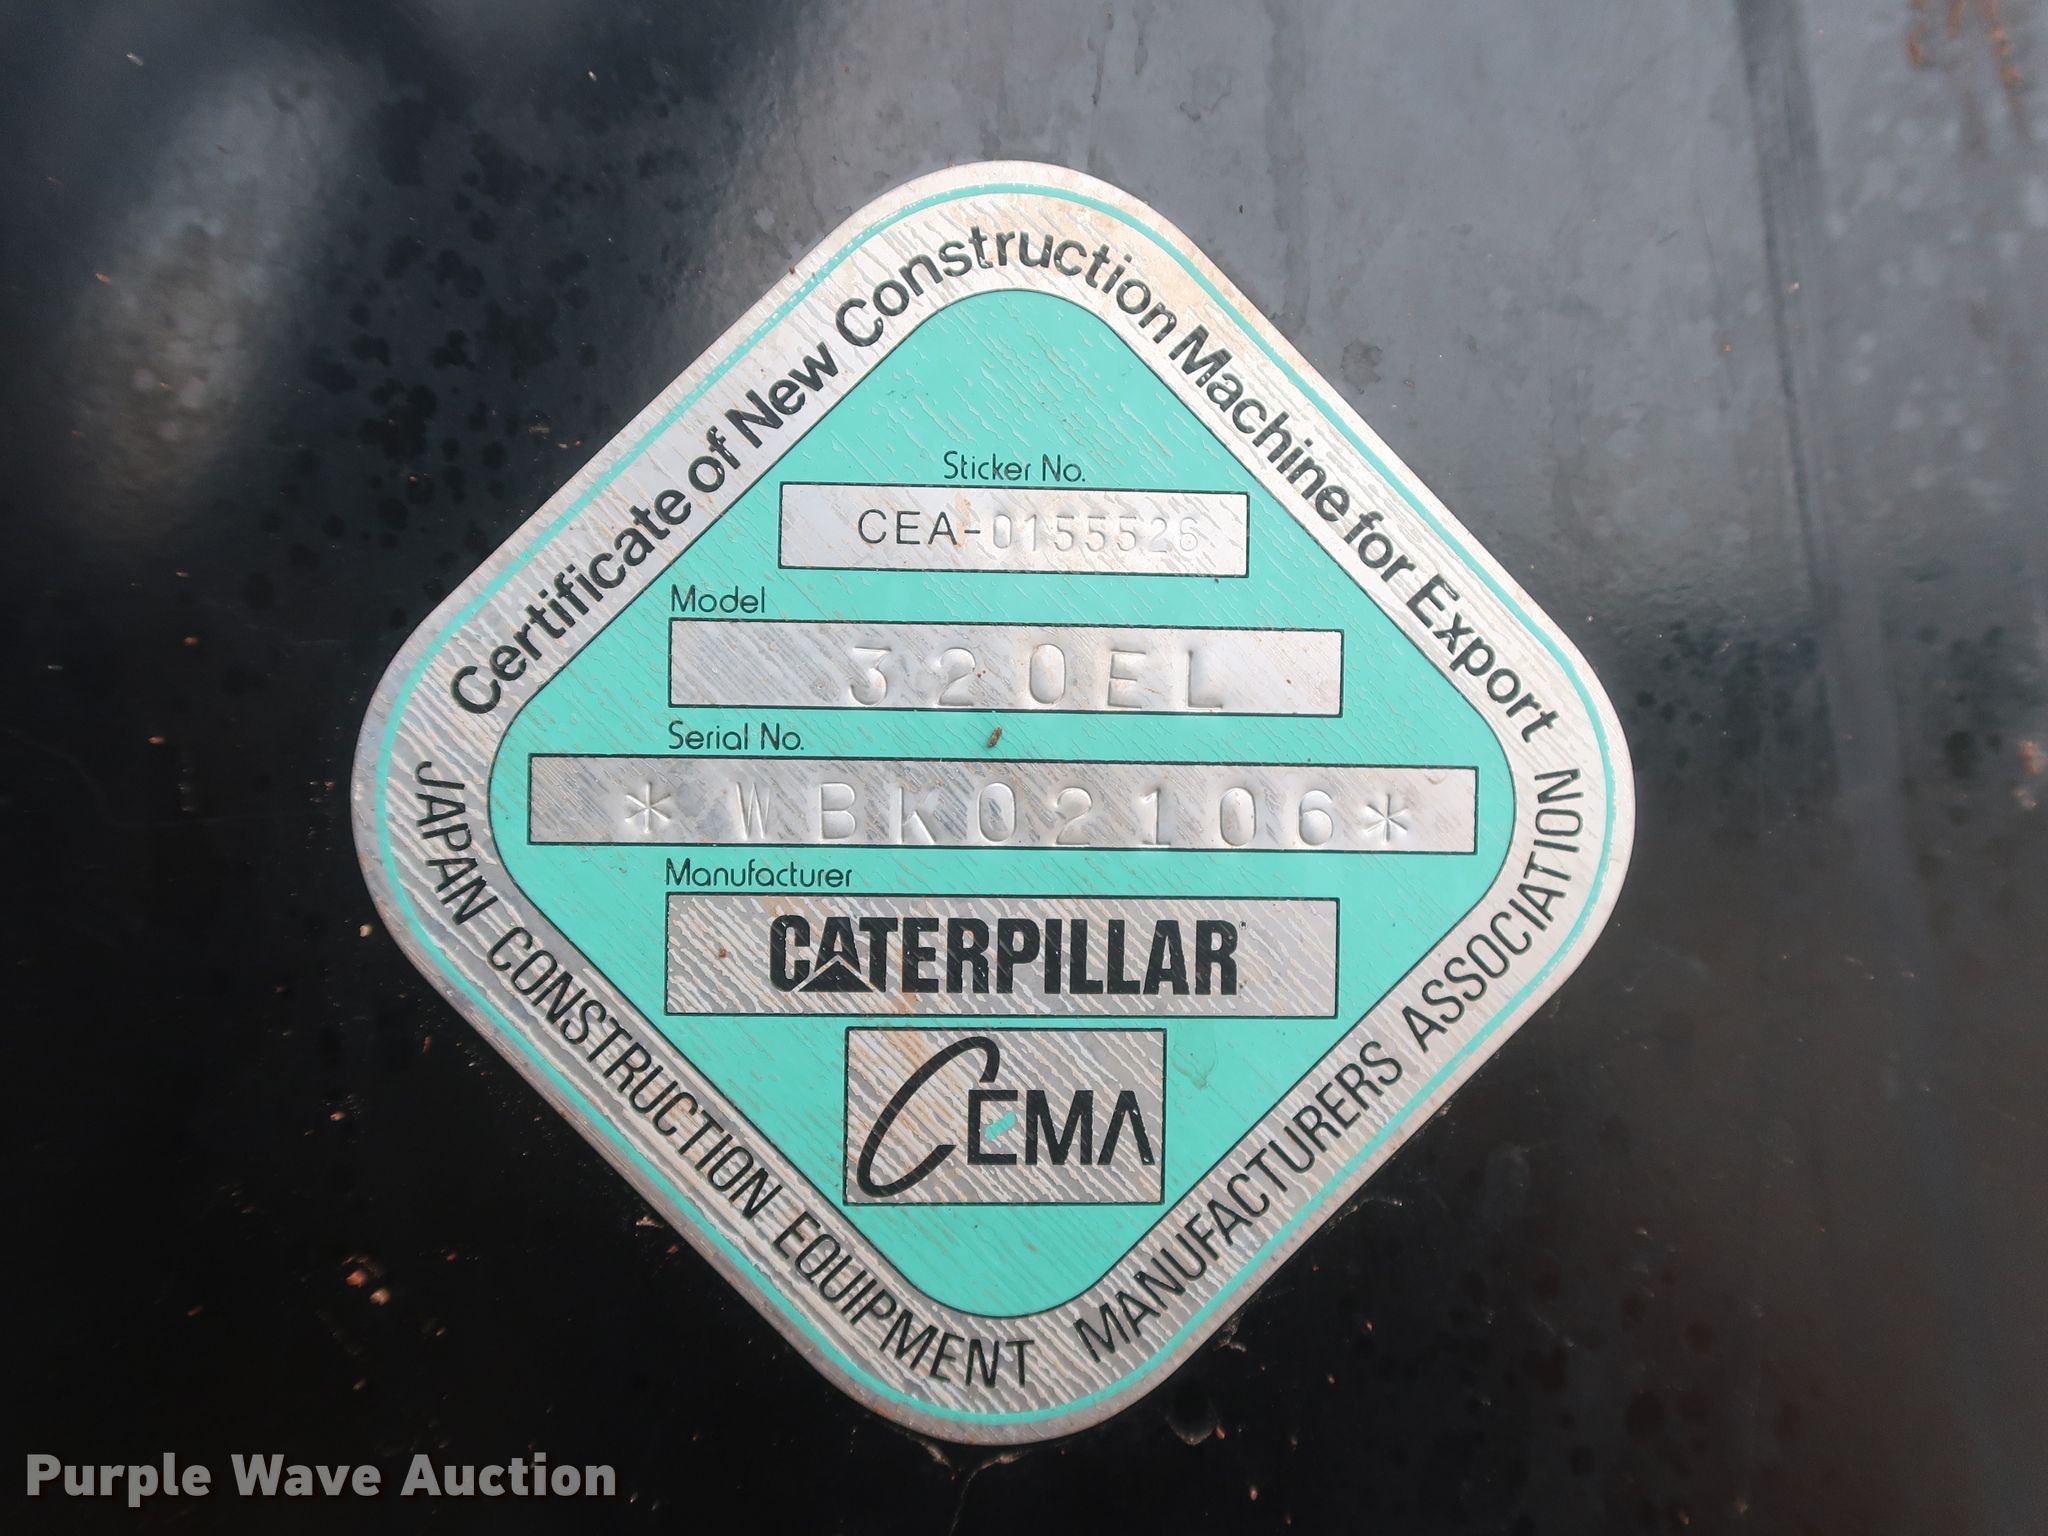 Certificate of New Construction Machine for Export
Sticker No.
CEA-0155526
Model
320EL
Serial No.
*WBK02106*
Manufacturer
CATERPILLAR
CEMA
JAPAN CONSTRUCTION EQUIPMENT MANUFACTURERS ASSOCIATION
Purple Wave Auction